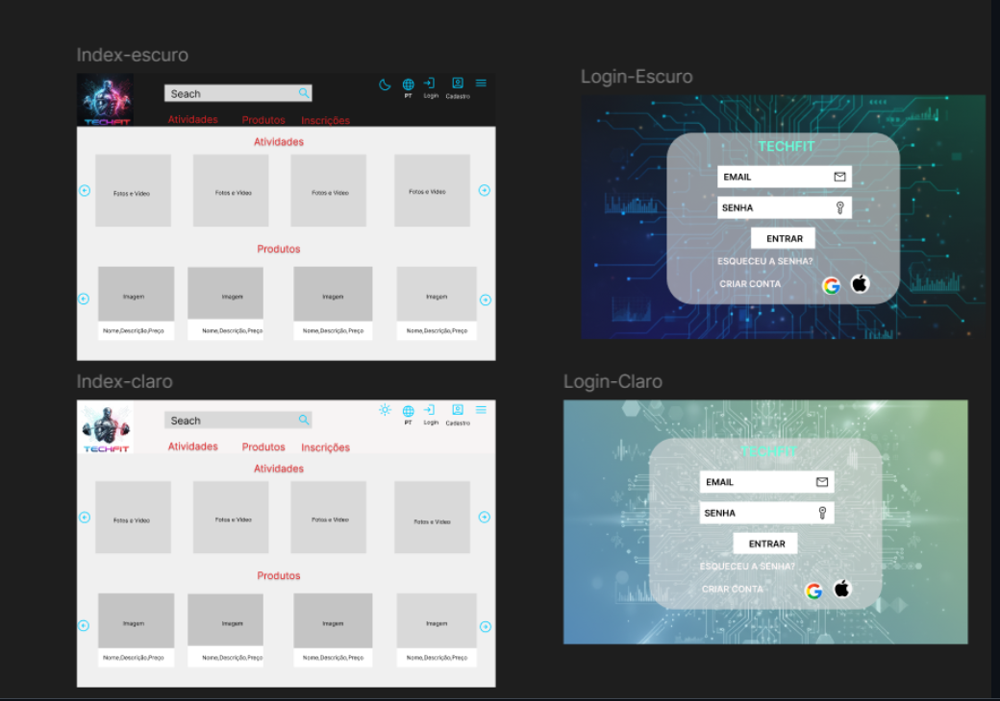 Index-escuro
TECHFIT
Seach
PT Login Cadastro
Atividades Produtos Inscrições
Atividades
Fotos e Video Fotos e Video Fotos e Video Fotos e Video
Produtos
Imagem Imagem Imagem Imagem
Nome,Descrição,Preço Nome,Descrição,Preço Nome,Descrição,Preço Nome,Descrição,Preço
Login-Escuro
TECHFIT
EMAIL
SENHA
ENTRAR
ESQUECEU A SENHA?
CRIAR CONTA
Index-claro
TECHFIT
Seach
PT Login Cadastro
Atividades Produtos Inscrições
Atividades
Fotos e Video Fotos e Video Fotos e Video Fotos e Video
Produtos
Imagem Imagem Imagem Imagem
Nome,Descrição,Preço Nome,Descrição,Preço Nome,Descrição,Preço Nome,Descrição,Preço
Login-Claro
TECHFIT
EMAIL
SENHA
ENTRAR
ESQUECEU A SENHA?
CRIAR CONTA